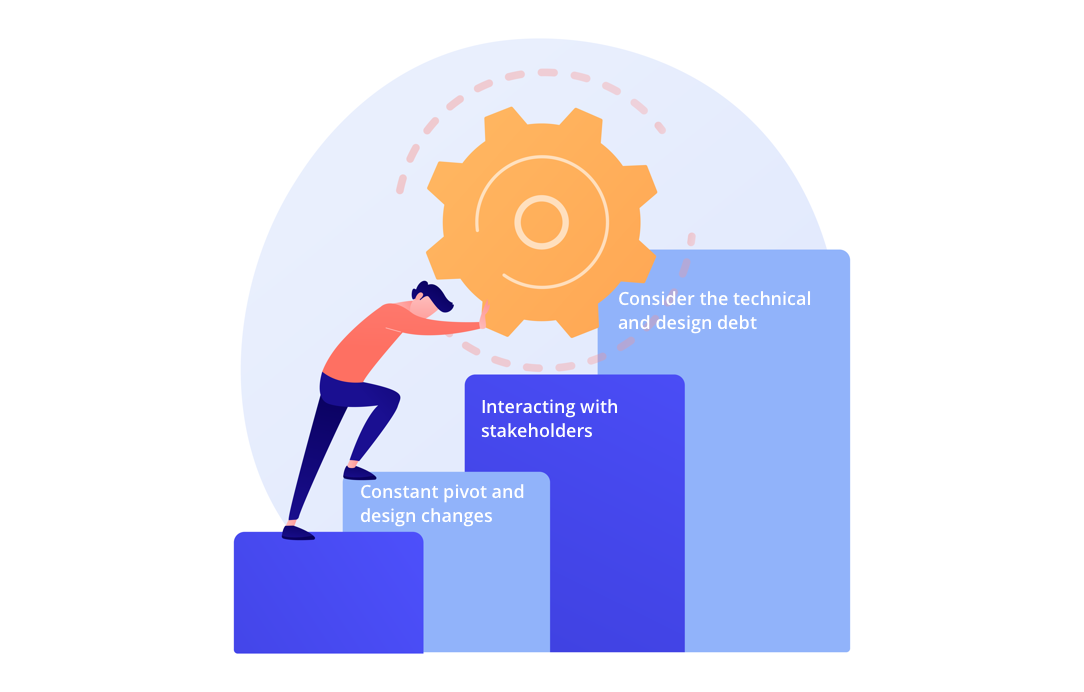 Consider the technical
and design debt
Interacting with
stakeholders
Constant pivot and
design changes